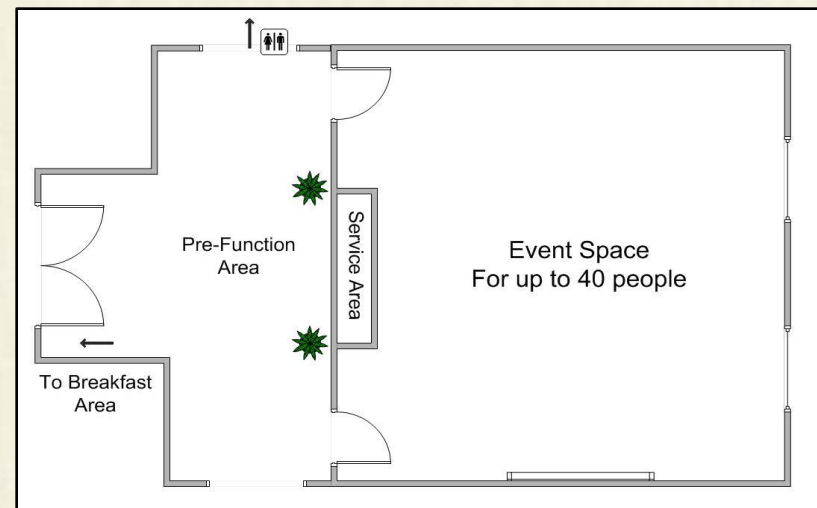 Pre-Function
Area
Service Area
Event Space
For up to 40 people
To Breakfast
Area